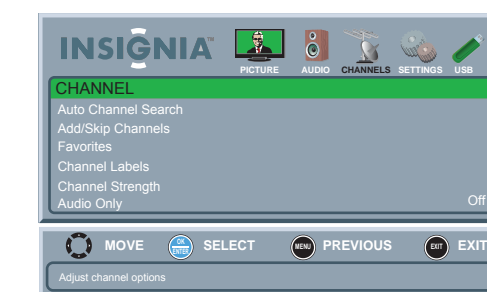 INSIGNIA™
PICTURE AUDIO CHANNELS SETTINGS USB
CHANNEL
Auto Channel Search
Add/Skip Channels
Favorites
Channel Labels
Channel Strength
Audio Only Off
MOVE OK ENTER SELECT MENU PREVIOUS EXIT EXIT
Adjust channel options